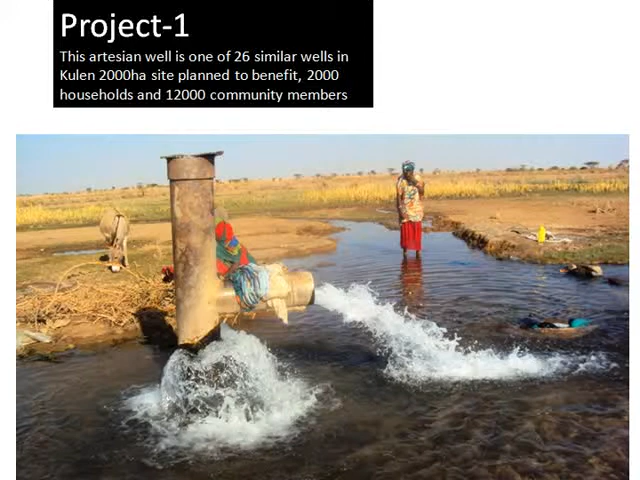 Project-1
This artesian well is one of 26 similar wells in
Kulen 2000ha site planned to benefit, 2000
households and 12000 community members